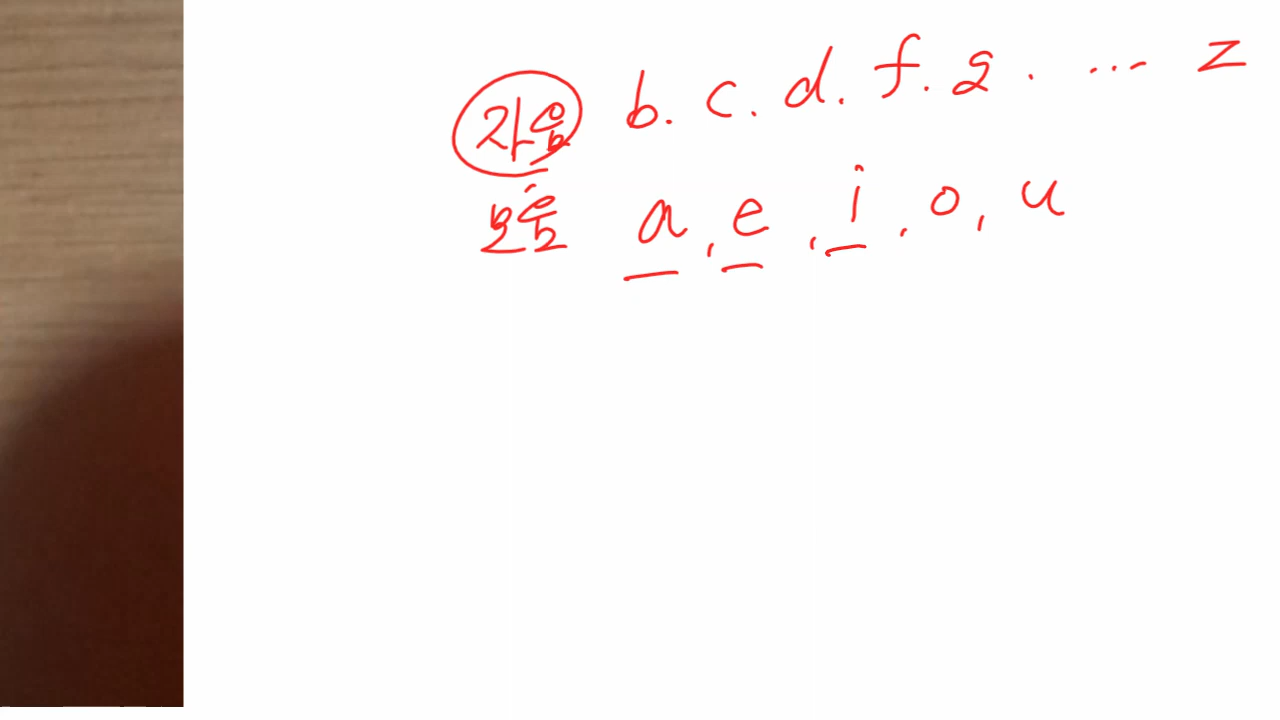 자음 b. c. d. f. g. ... z
모음 a, e, i, o, u